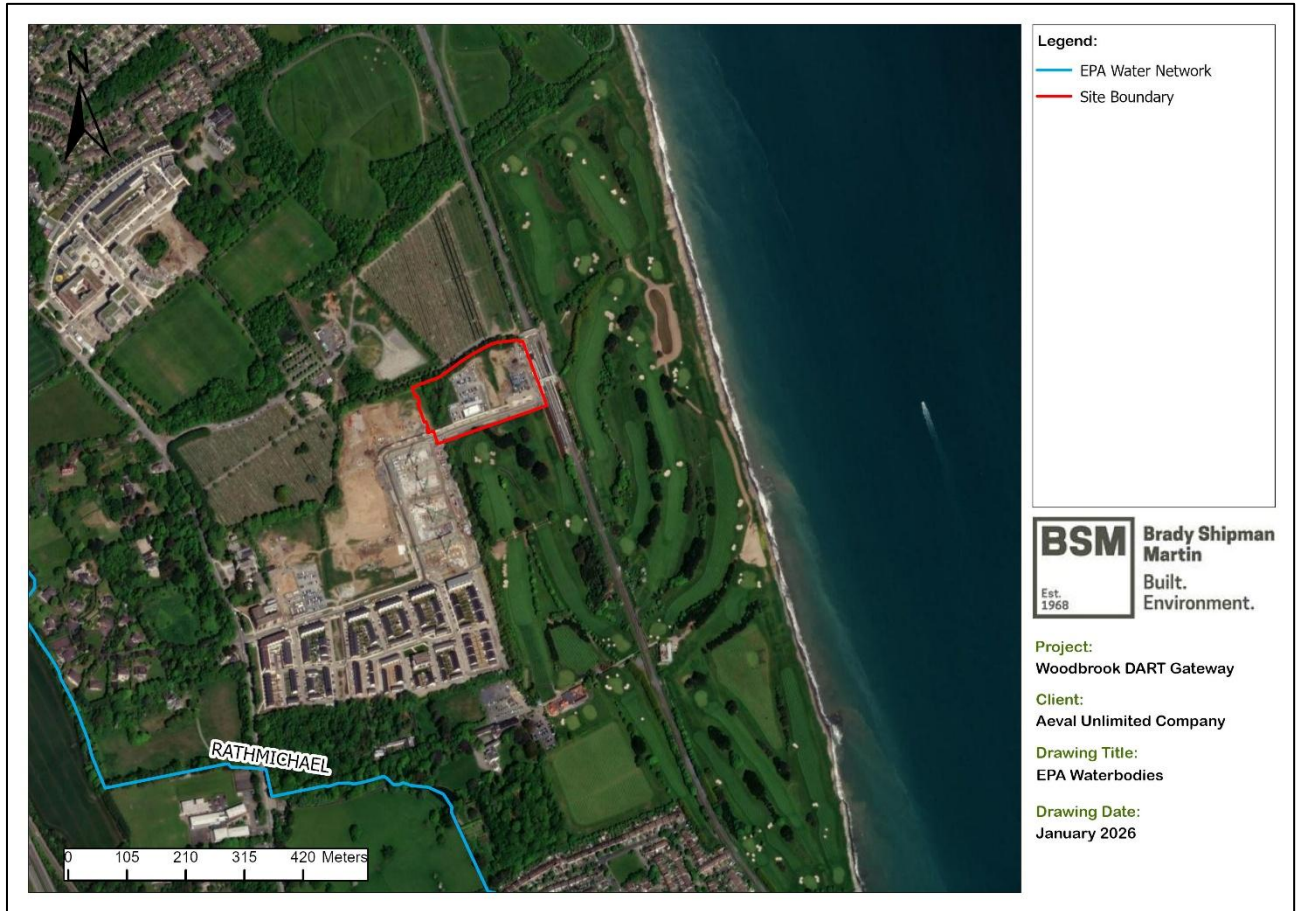 N
RATHMICHAEL
0 105 210 315 420 Meters
Legend:
EPA Water Network
Site Boundary
BSM
Est.
1968
Brady Shipman
Martin
Built.
Environment.
Project:
Woodbrook DART Gateway
Client:
Aeval Unlimited Company
Drawing Title:
EPA Waterbodies
Drawing Date:
January 2026